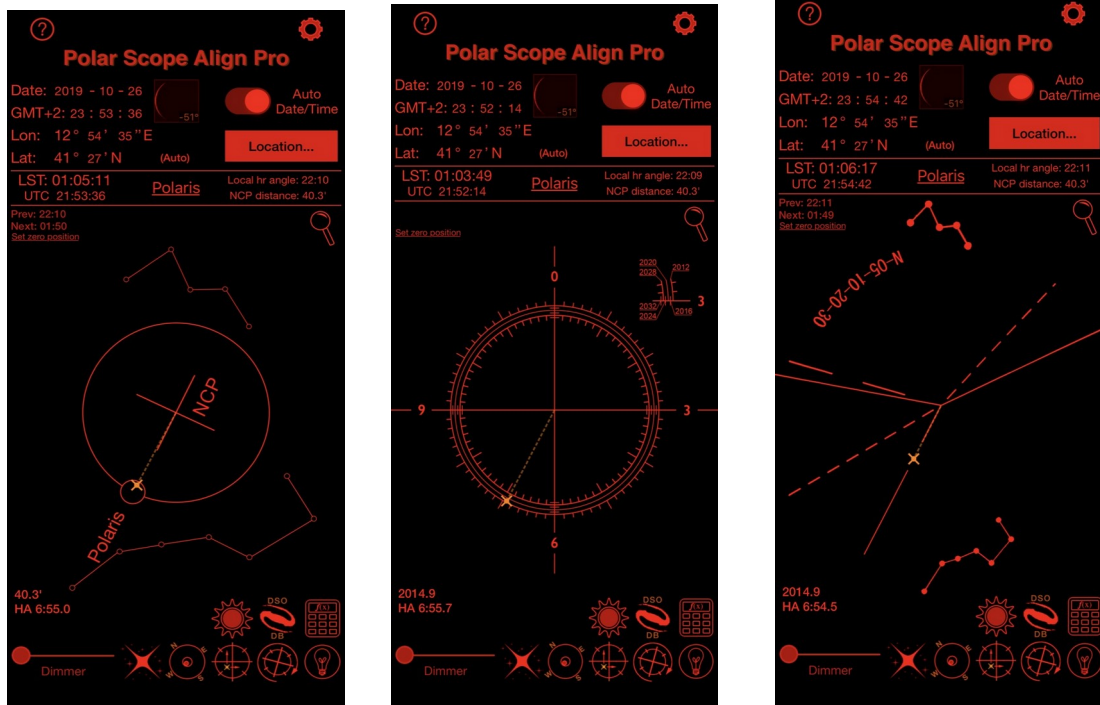 ?
Polar Scope Align Pro
Date: 2019 - 10 - 26
-51°
Auto
Date/Time
GMT+2: 23 : 53 : 36
Lon: 12° 54' 35"E
Lat: 41° 27' N
(Auto)
Location...
LST: 01:05:11
UTC 21:53:36
Polaris
Local hr angle: 22:10
NCP distance: 40.3'
Prev: 22:10
Next: 01:50
Set zero position
NCP
Polaris
40.3'
HA 6:55.0
DSO
DB
f(x)
Dimmer
N
E
W
S
?
Polar Scope Align Pro
Date: 2019 - 10 - 26
-51°
Auto
Date/Time
GMT+2: 23 : 52 : 14
Lon: 12° 54' 35"E
Lat: 41° 27' N
(Auto)
Location...
LST: 01:03:49
UTC 21:52:14
Polaris
Local hr angle: 22:09
NCP distance: 40.3'
Set zero position
2020
2028
2012
3
2032
2024
2016
0
9
3
6
2014.9
HA 6:55.7
DSO
DB
f(x)
Dimmer
N
E
W
S
?
Polar Scope Align Pro
Date: 2019 - 10 - 26
-51°
Auto
Date/Time
GMT+2: 23 : 54 : 42
Lon: 12° 54' 35"E
Lat: 41° 27' N
(Auto)
Location...
LST: 01:06:17
UTC 21:54:42
Polaris
Local hr angle: 22:11
NCP distance: 40.3'
Prev: 22:11
Next: 01:49
Set zero position
N-05-10-20-30
2014.9
HA 6:54.5
DSO
DB
f(x)
Dimmer
N
E
W
S